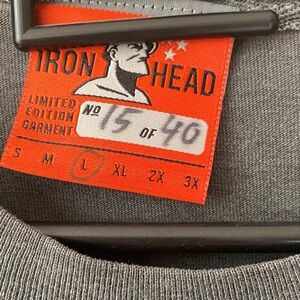 IRON HEAD
LIMITED
EDITION
GARMENT
No 15 OF 40
S M L XL 2X 3X